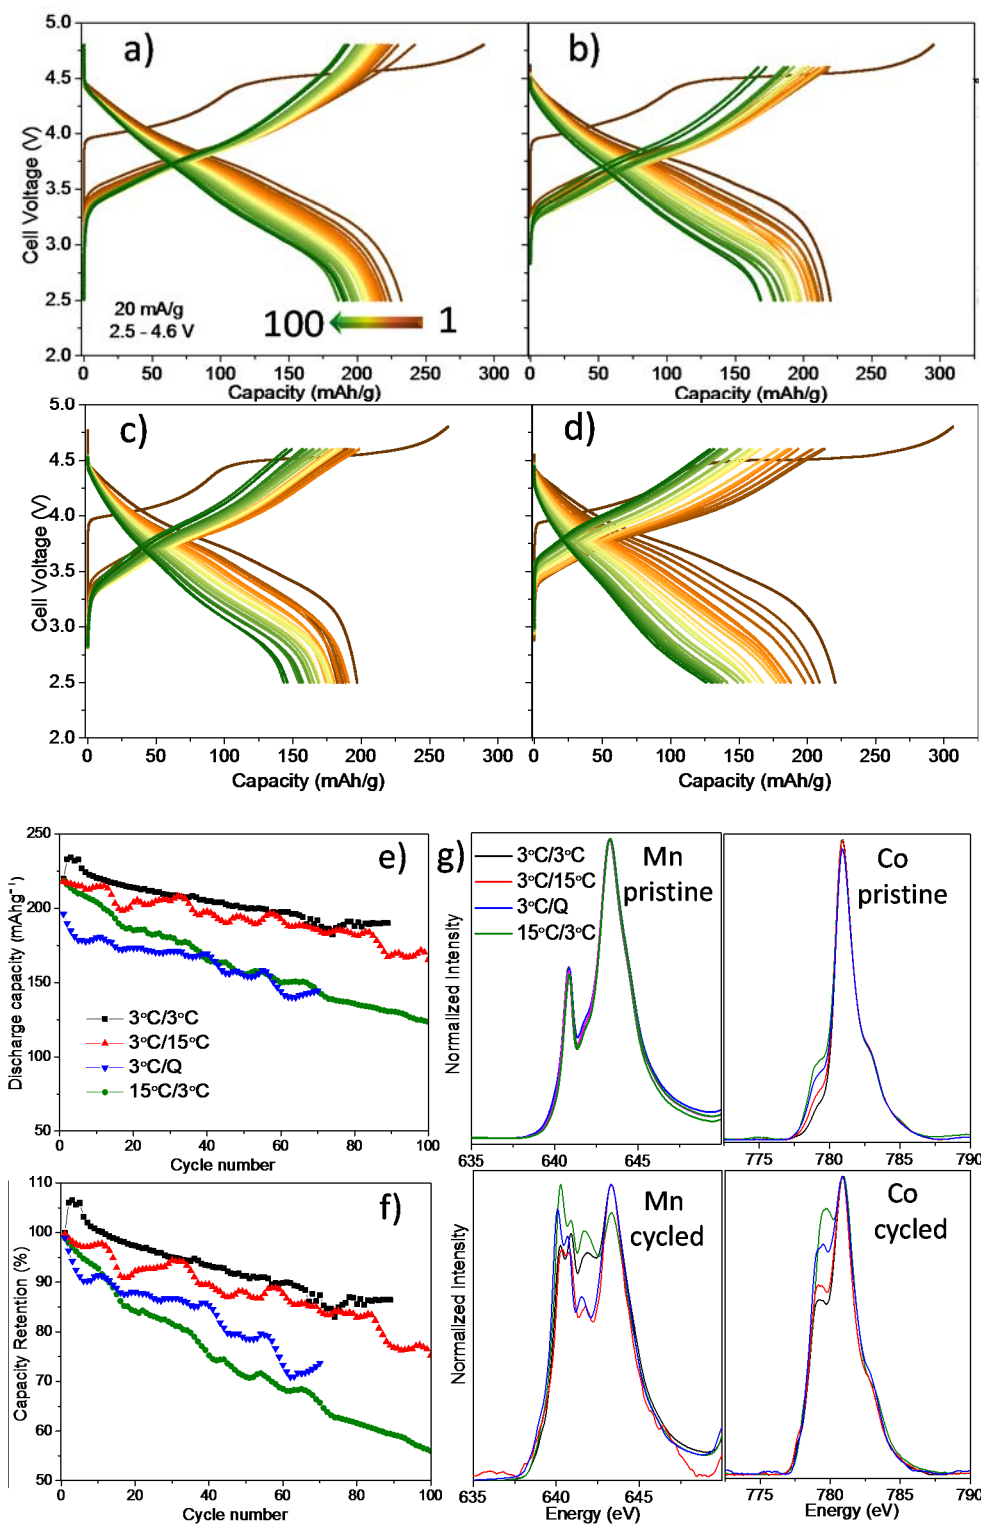 a)
b)
5.0
4.5
4.0
3.5
3.0
2.5
2.0
Cell Voltage (V)
20 mA/g
2.5 - 4.6 V
100
1
0 50 100 150 200 250 300
0 50 100 150 200 250 300
Capacity (mAh/g)
Capacity (mAh/g)
c)
d)
5.0
4.5
4.0
3.5
3.0
2.5
2.0
Cell Voltage (V)
0 50 100 150 200 250 300
0 50 100 150 200 250 300
Capacity (mAh/g)
Capacity (mAh/g)
e)
250
200
150
100
50
Discharge capacity (mAhg⁻¹)
3°C/3°C
3°C/15°C
3°C/Q
15°C/3°C
0 20 40 60 80 100
Cycle number
f)
110
100
90
80
70
60
50
Capacity Retention (%)
0 20 40 60 80 100
Cycle number
g)
3°C/3°C
3°C/15°C
3°C/Q
15°C/3°C
Mn
pristine
Co
pristine
Normalized Intensity
635 640 645
775 780 785 790
Mn
cycled
Co
cycled
Normalized Intensity
635 640 645
775 780 785 790
Energy (eV)
Energy (eV)